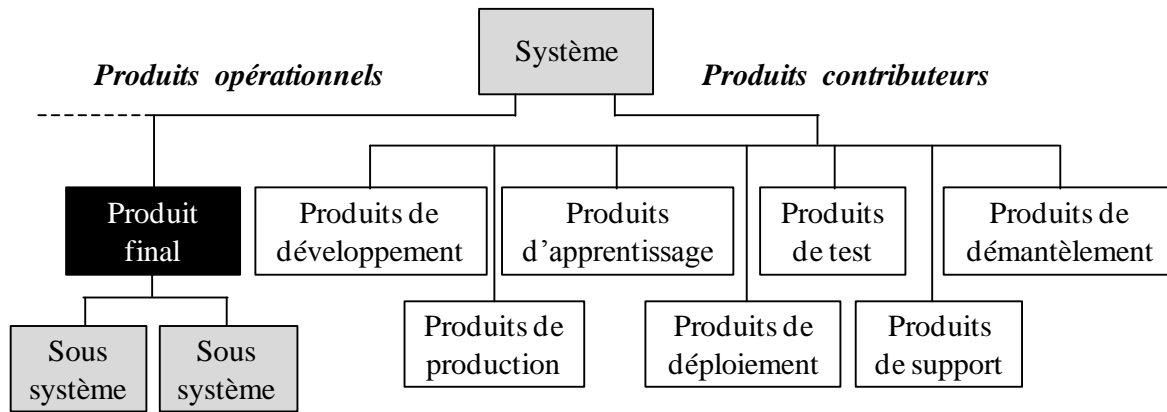 Système
Produits opérationnels
Produits contributeurs
Produit
final
Produits de
développement
Produits
d’apprentissage
Produits
de test
Produits de
démantèlement
Sous
système
Sous
système
Produits de
production
Produits de
déploiement
Produits
de support